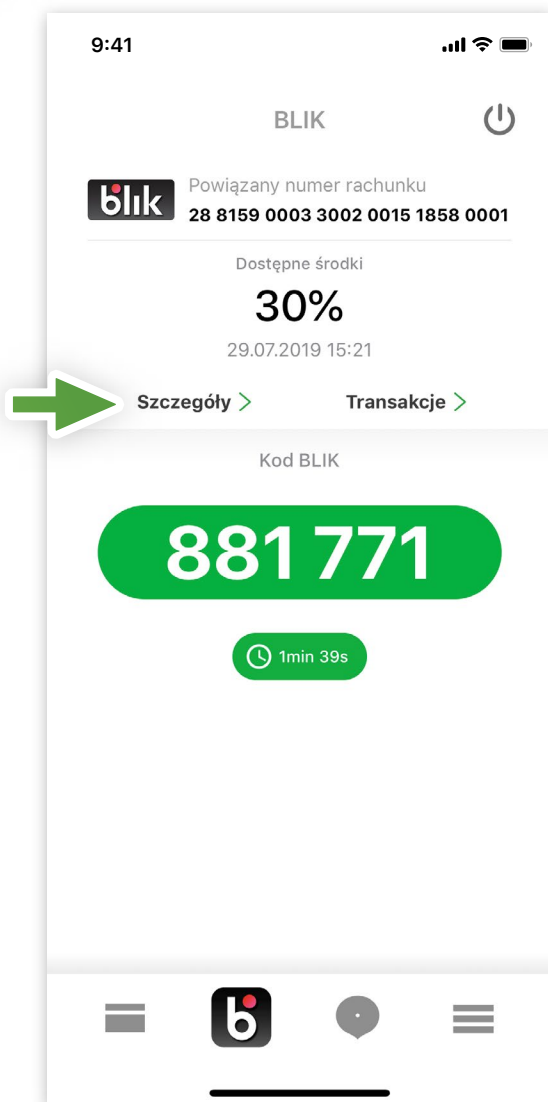 9:41
BLIK
blik
Powiązany numer rachunku
28 8159 0003 3002 0015 1858 0001
Dostępne środki
30%
29.07.2019 15:21
Szczegóły
Transakcje
Kod BLIK
881 771
1min 39s
b